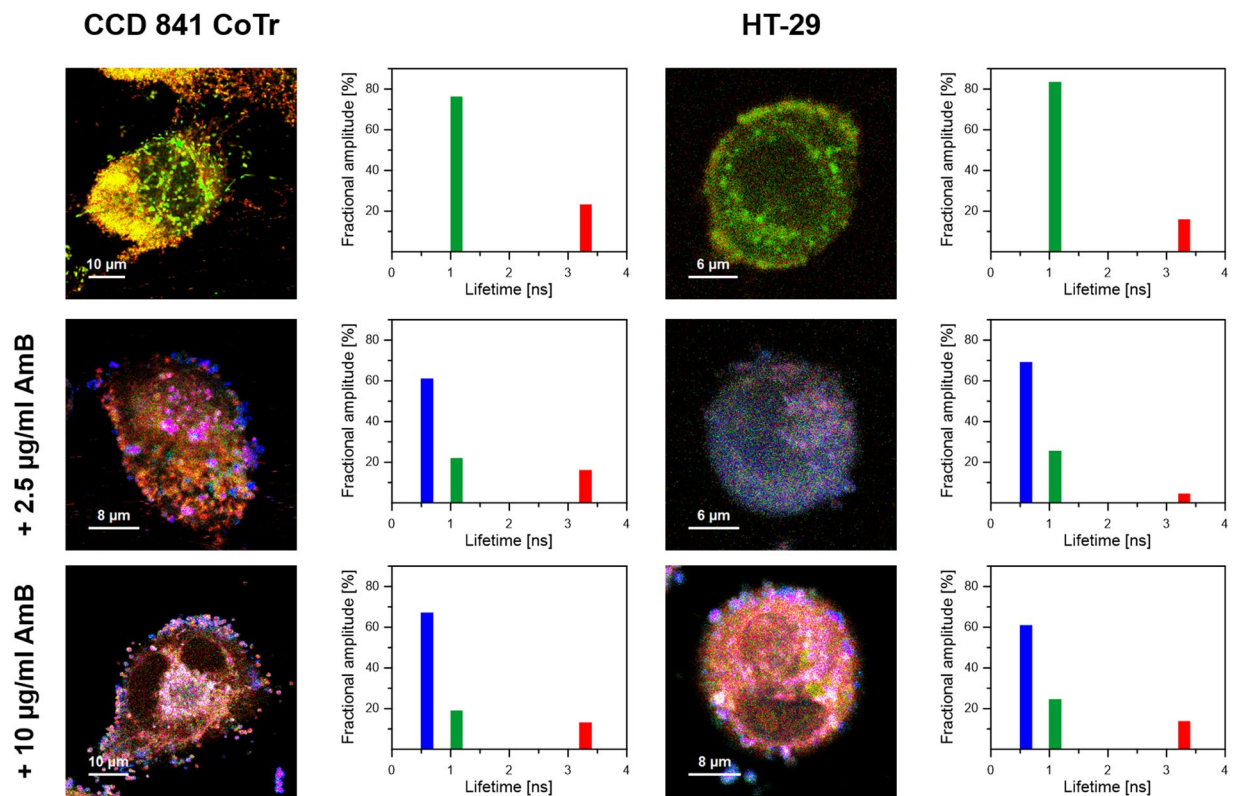 CCD 841 CoTr
HT-29
10 µm
Fractional amplitude [%]
80
60
40
20
0
1
2
3
4
Lifetime [ns]
6 µm
Fractional amplitude [%]
80
60
40
20
0
1
2
3
4
Lifetime [ns]
+ 2.5 µg/ml AmB
8 µm
Fractional amplitude [%]
80
60
40
20
0
1
2
3
4
Lifetime [ns]
6 µm
Fractional amplitude [%]
80
60
40
20
0
1
2
3
4
Lifetime [ns]
+ 10 µg/ml AmB
10 µm
Fractional amplitude [%]
80
60
40
20
0
1
2
3
4
Lifetime [ns]
8 µm
Fractional amplitude [%]
80
60
40
20
0
1
2
3
4
Lifetime [ns]